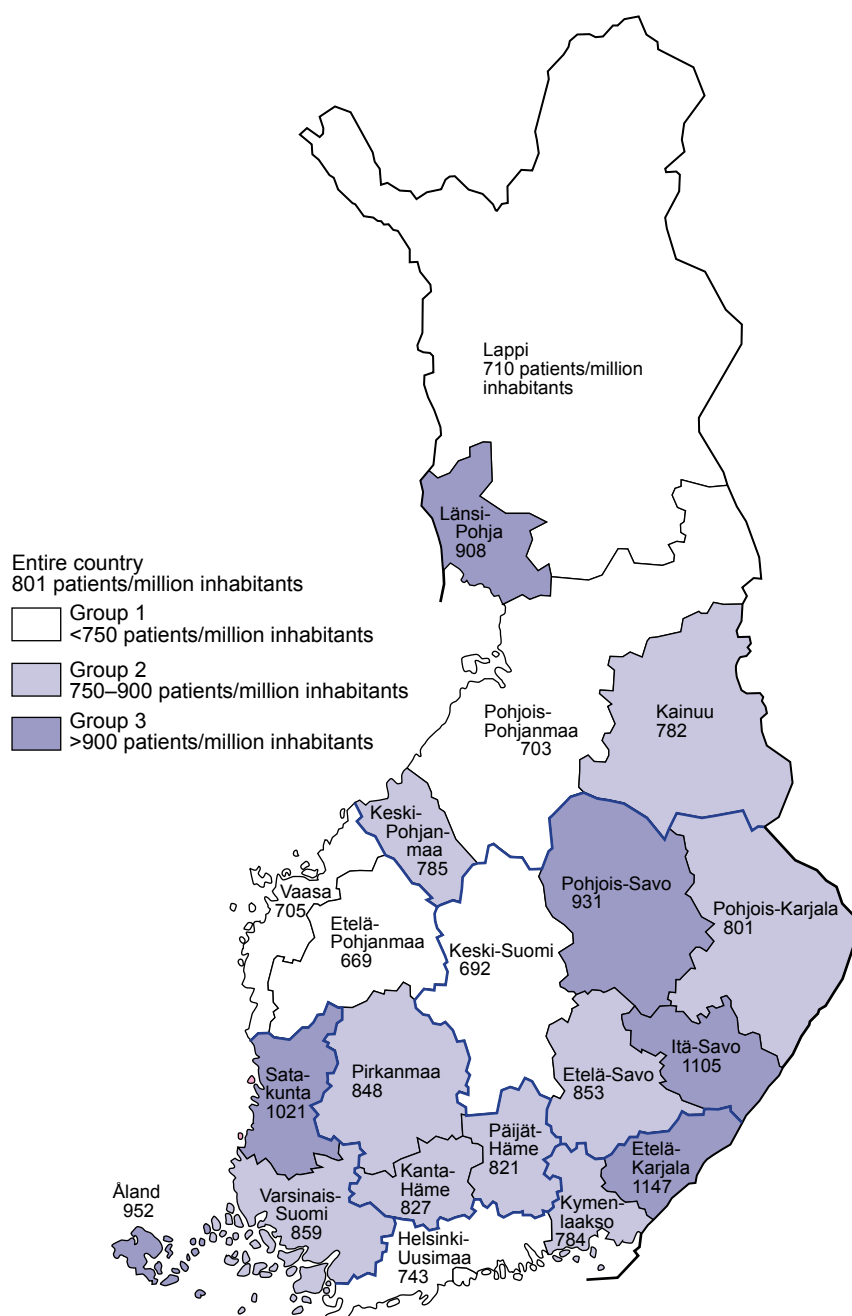 Lappi
710 patients/million
inhabitants
Länsi-
Pohja
908
Entire country
801 patients/million inhabitants
Group 1
<750 patients/million inhabitants
Group 2
750–900 patients/million inhabitants
Group 3
>900 patients/million inhabitants
Pohjois-
Pohjanmaa
703
Kainuu
782
Keski-
Pohjan-
maa
785
Vaasa
705
Etelä-
Pohjanmaa
669
Keski-Suomi
692
Pohjois-Savo
931
Pohjois-Karjala
801
Sata-
kunta
1021
Pirkanmaa
848
Etelä-Savo
853
Itä-Savo
1105
Päijät-
Häme
821
Etelä-
Karjala
1147
Åland
952
Varsinais-
Suomi
859
Kanta-
Häme
827
Kymen-
laakso
784
Helsinki-
Uusimaa
743